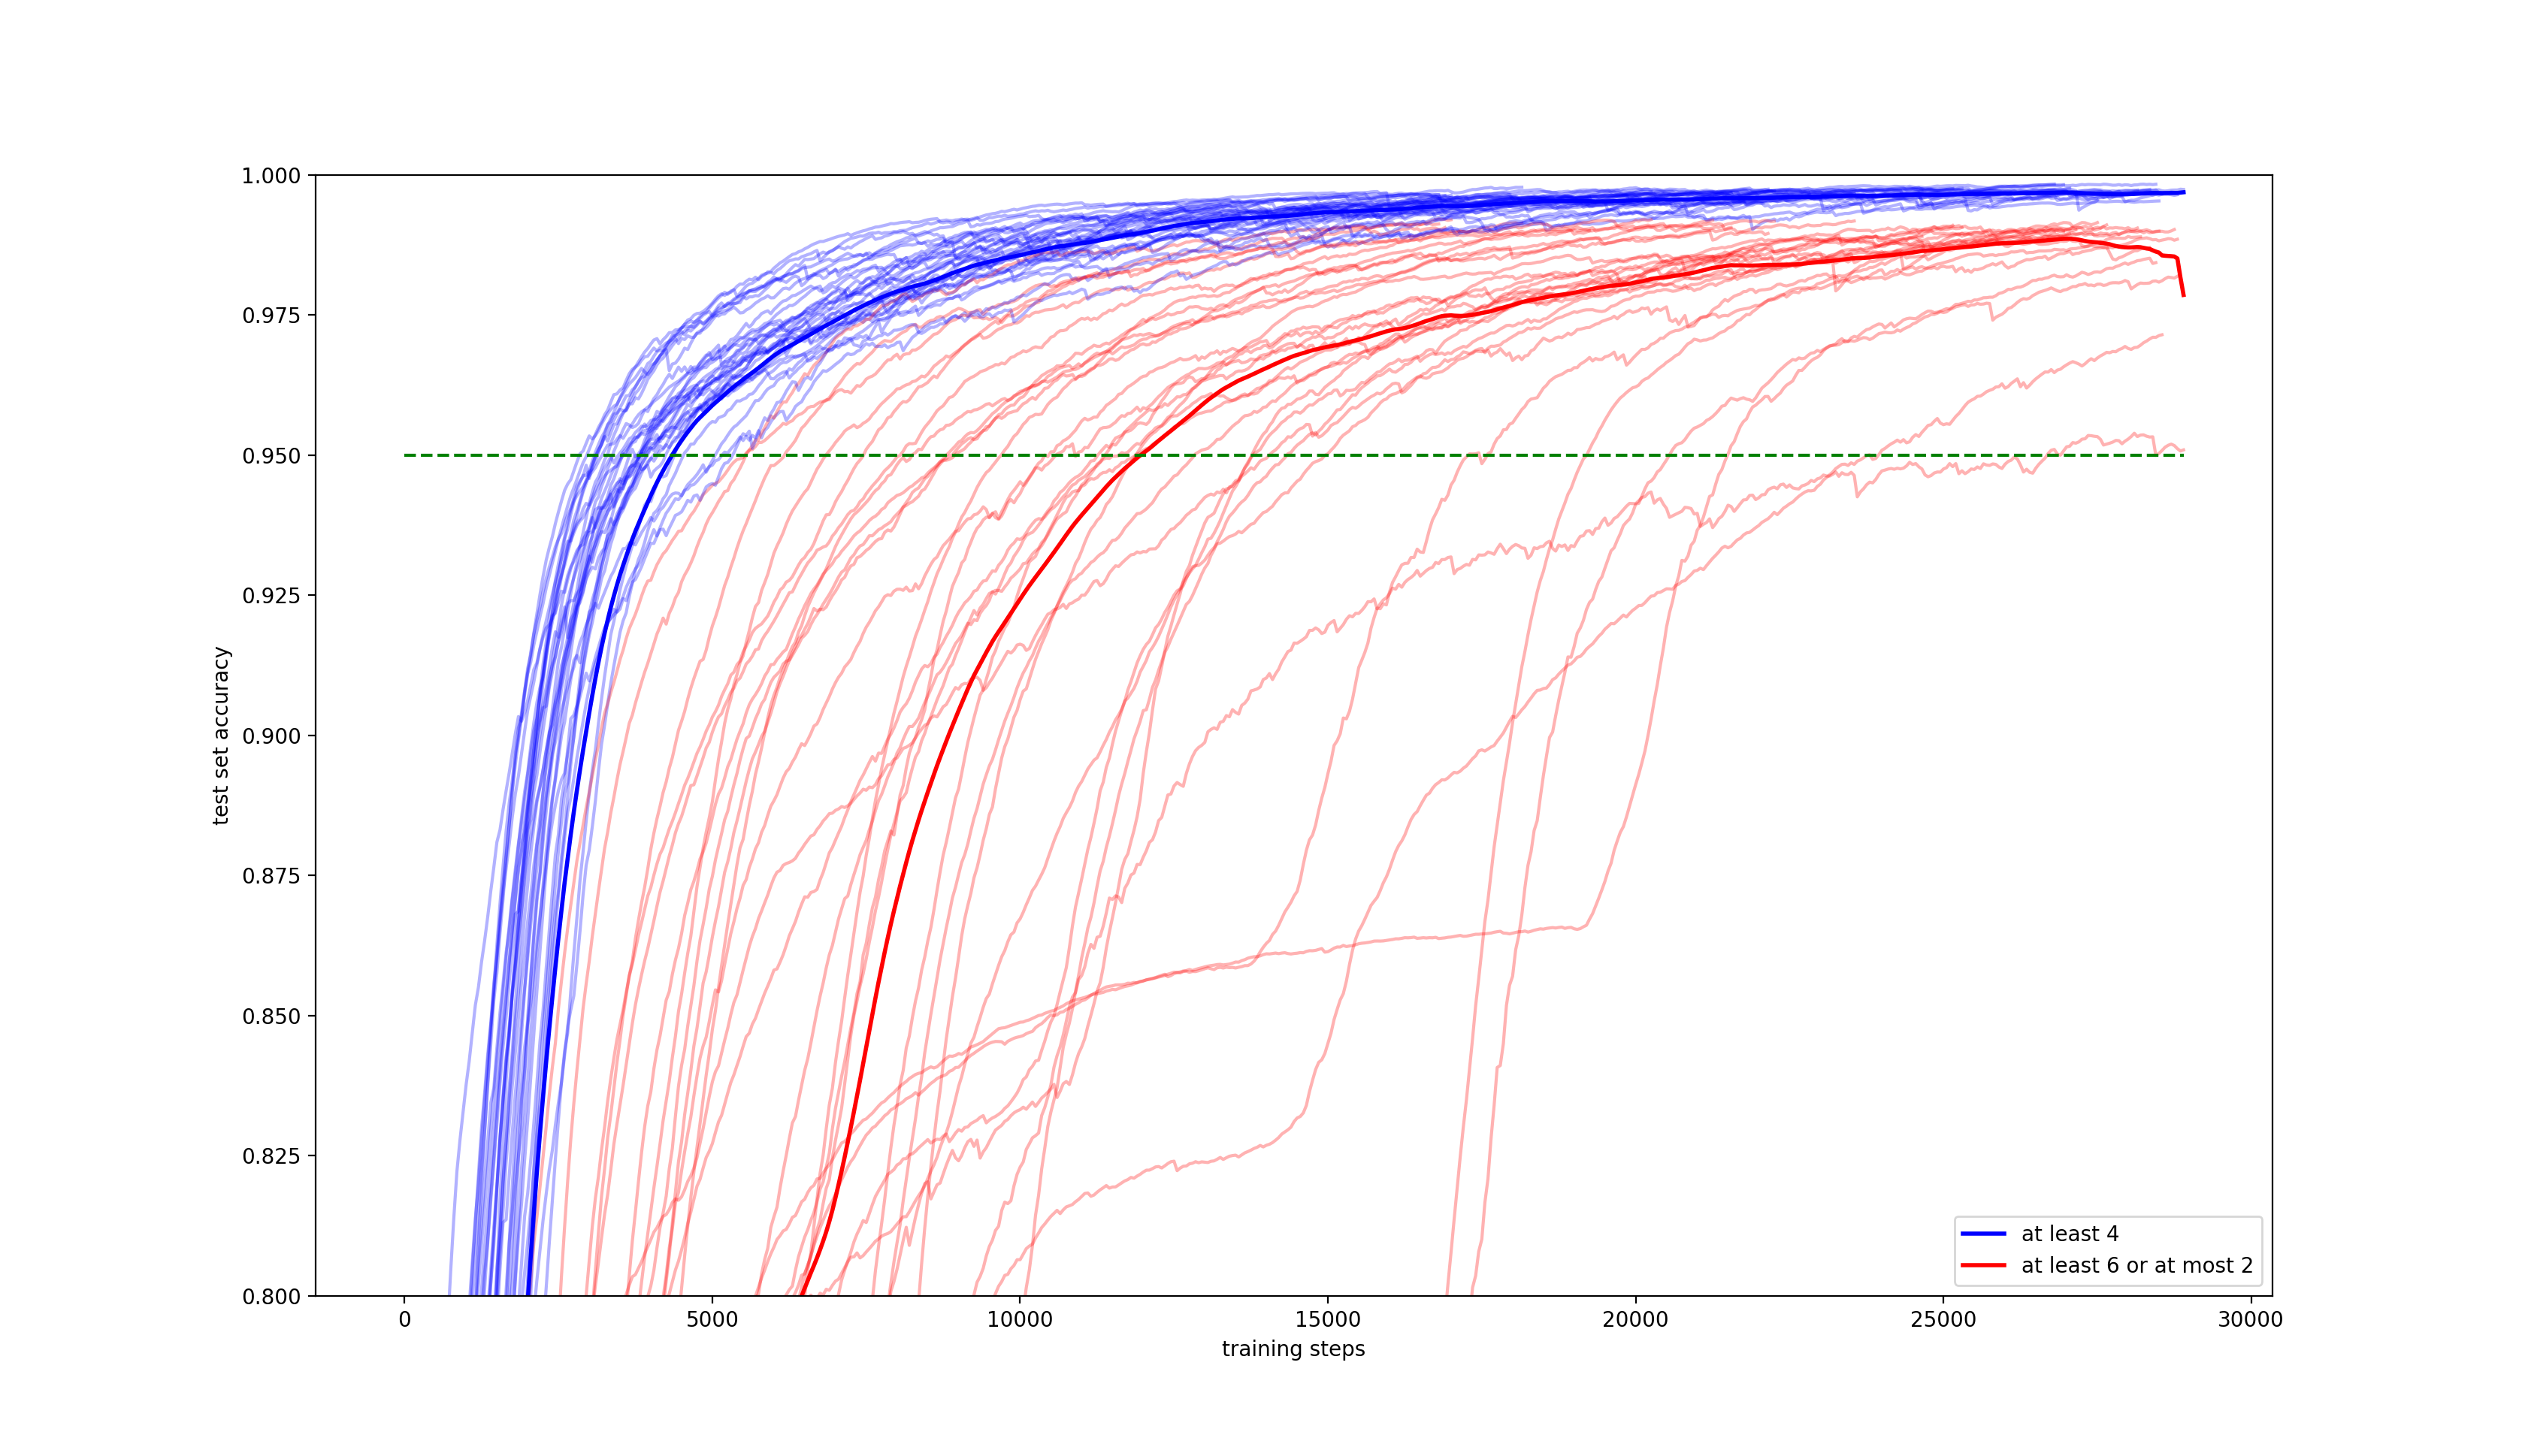 1.000
0.975
0.950
0.925
0.900
0.875
0.850
0.825
0.800
test set accuracy
0 5000 10000 15000 20000 25000 30000
training steps
at least 4
at least 6 or at most 2